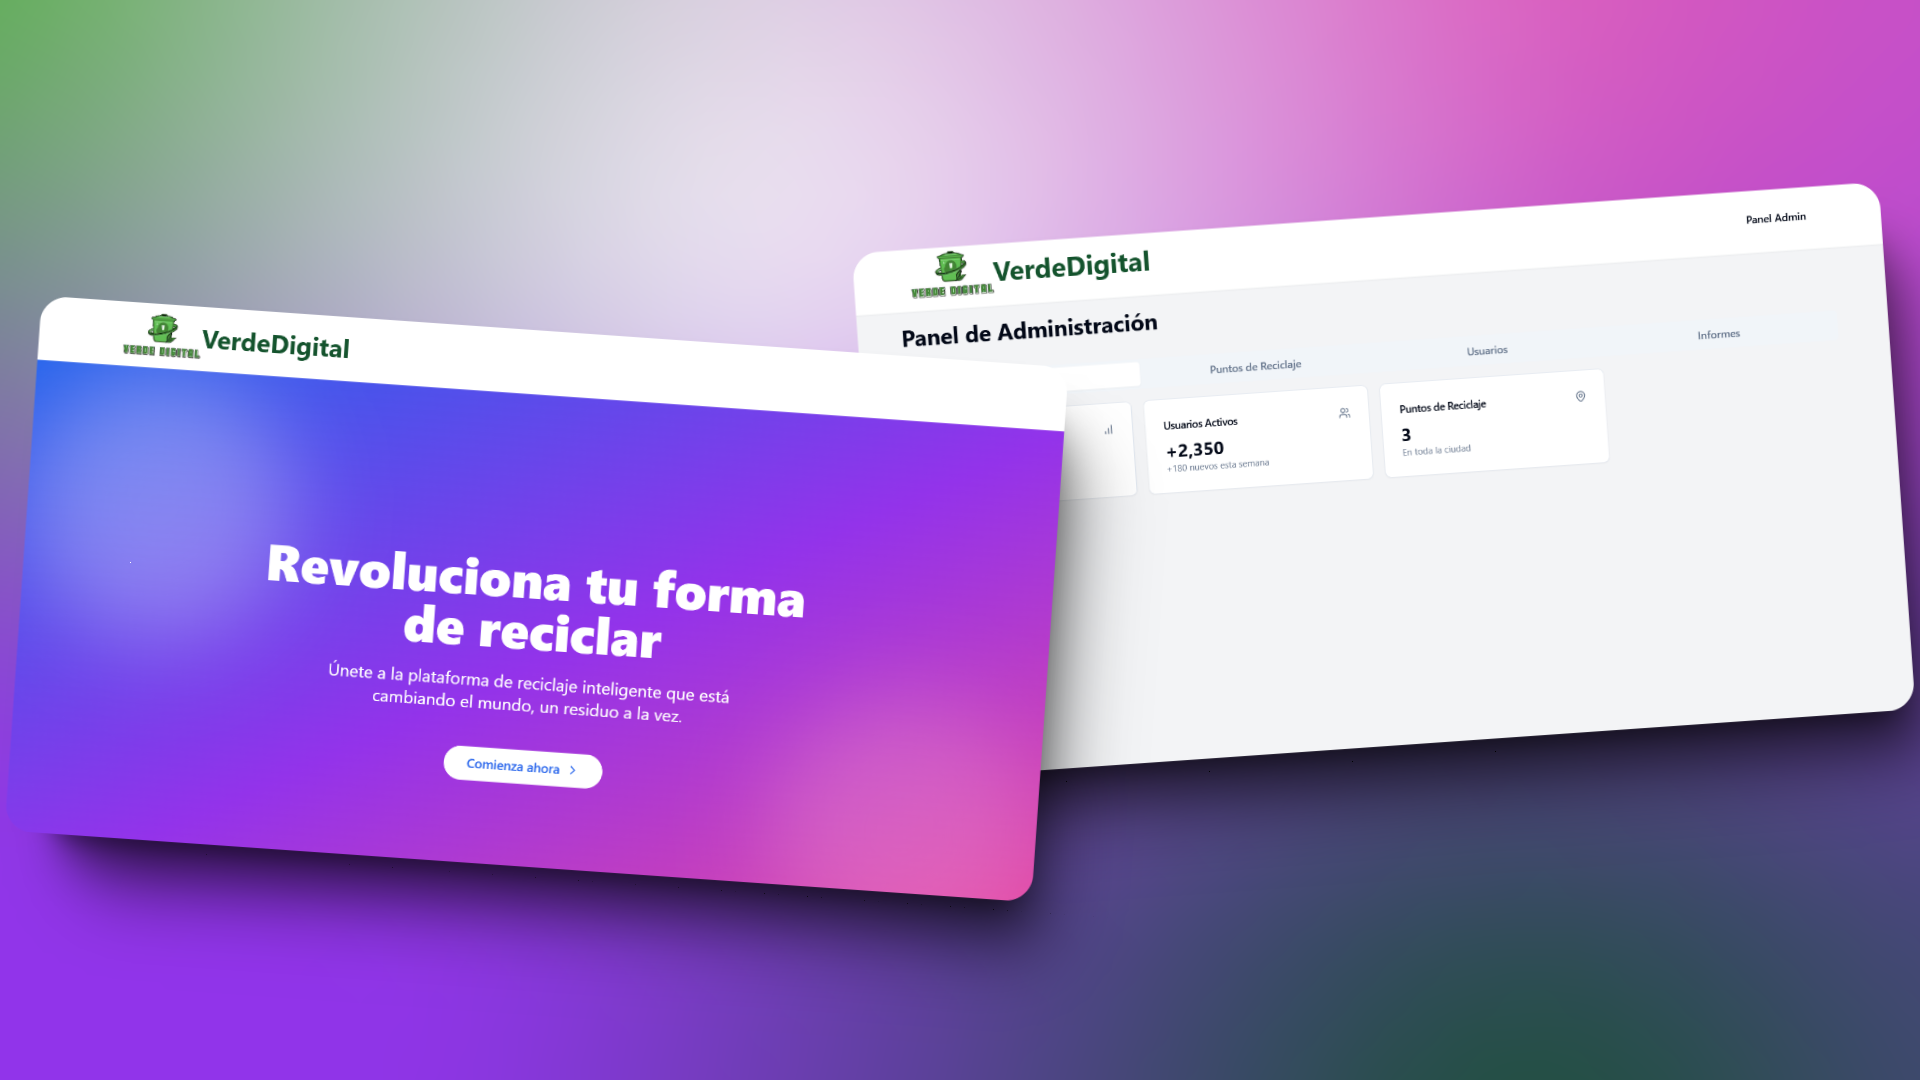 VERDE DIGITAL
VerdeDigital
Revoluciona tu forma
de reciclar
Únete a la plataforma de reciclaje inteligente que está
cambiando el mundo, un residuo a la vez.
Comienza ahora
VERDE DIGITAL
VerdeDigital
Panel Admin
Panel de Administración
Puntos de Reciclaje
Usuarios
Informes
Usuarios Activos
+2,350
+180 nuevos esta semana
Puntos de Reciclaje
3
En toda la ciudad